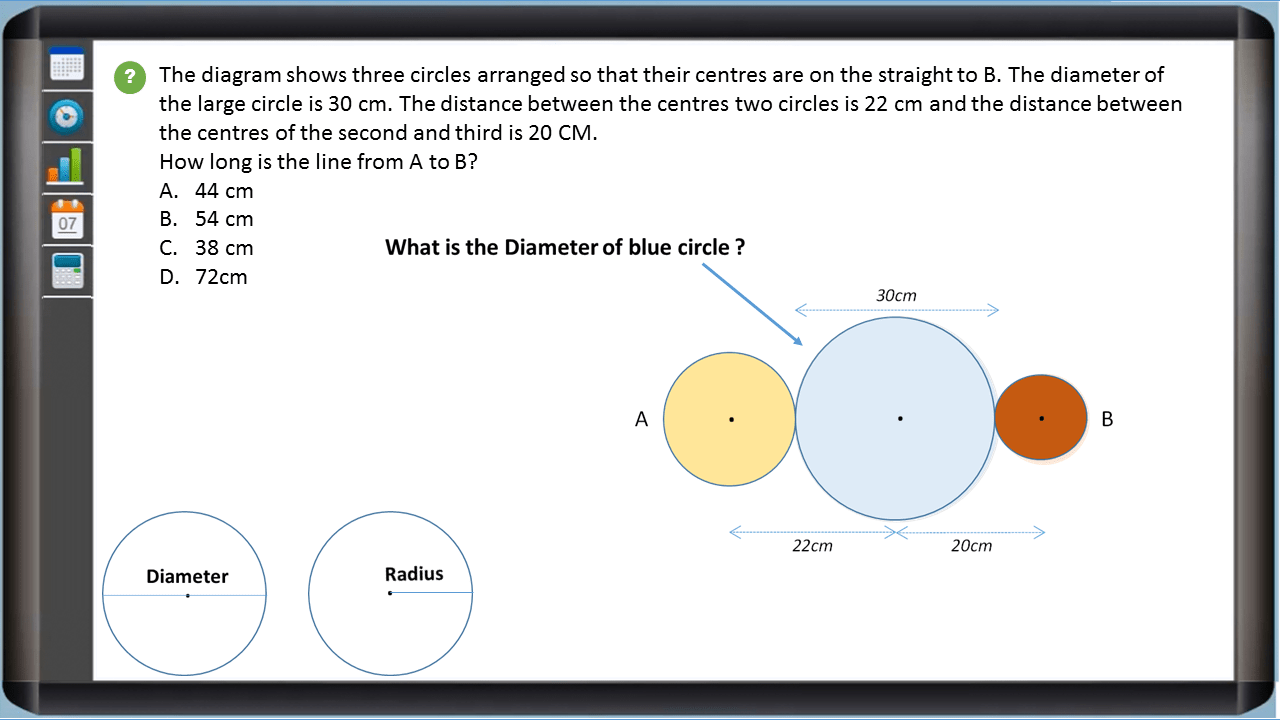 ? The diagram shows three circles arranged so that their centres are on the straight to B. The diameter of
the large circle is 30 cm. The distance between the centres two circles is 22 cm and the distance between
the centres of the second and third is 20 CM.
How long is the line from A to B?
A. 44 cm
B. 54 cm
C. 38 cm
D. 72cm
07
What is the Diameter of blue circle ?
30cm
A
B
22cm
20cm
Diameter
Radius